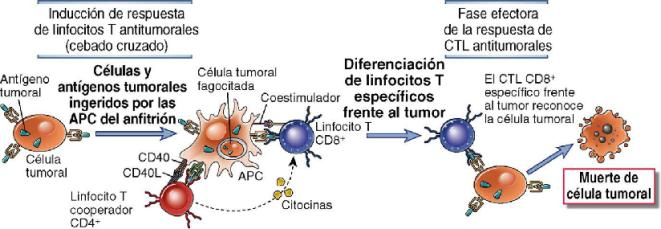 Inducción de respuesta
de linfocitos T antitumorales
(cebado cruzado)
Fase efectora
de la respuesta de
CTL antitumorales
Antígeno
tumoral
Células y
antígenos tumorales
ingeridos por las
APC del anfitrión
Célula tumoral
fagocitada
Coestimulador
Diferenciación
de linfocitos T
específicos
frente al tumor
El CTL CD8+
específico frente
al tumor reconoce
la célula tumoral
Linfocito T
CD8+
Célula
tumoral
CD40
CD40L
APC
Linfocito T
cooperador
CD4+
Citocinas
Muerte de
célula tumoral